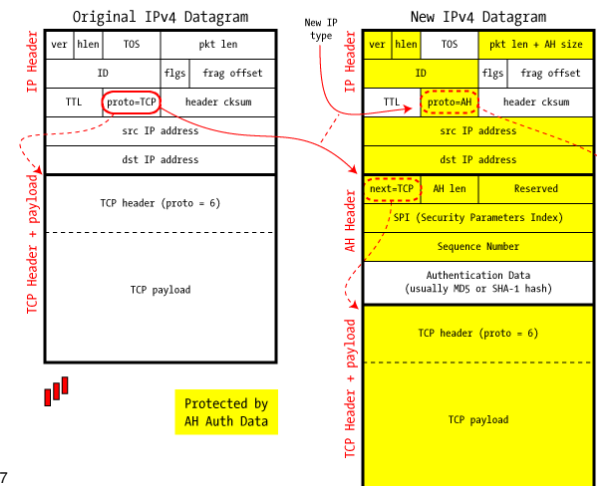 Original IPv4 Datagram
IP Header
ver hlen TOS pkt len
ID flgs frag offset
TTL proto=TCP header cksum
src IP address
dst IP address
TCP Header + payload
TCP header (proto = 6)
TCP payload
New IP
type
New IPv4 Datagram
IP Header
ver hlen TOS pkt len + AH size
ID flgs frag offset
TTL proto=AH header cksum
src IP address
dst IP address
AH Header
next=TCP AH len Reserved
SPI (Security Parameters Index)
Sequence Number
Authentication Data
(usually MD5 or SHA-1 hash)
TCP Header + payload
TCP header (proto = 6)
TCP payload
Protected by
AH Auth Data
7